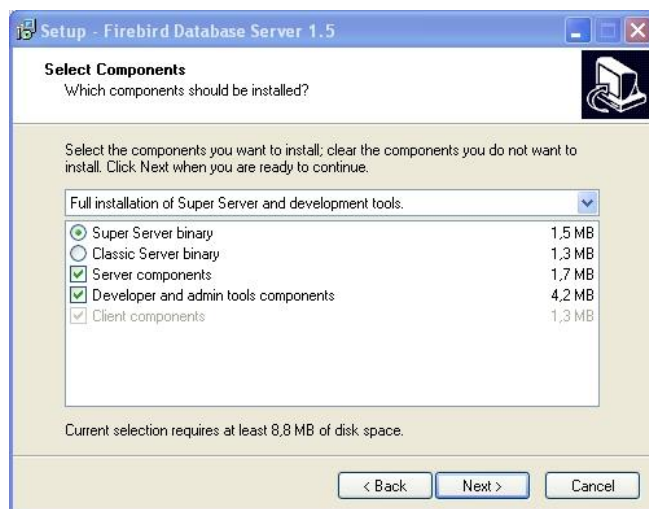 Setup - Firebird Database Server 1.5
Select Components
Which components should be installed?
Select the components you want to install; clear the components you do not want to
install. Click Next when you are ready to continue.
Full installation of Super Server and development tools.
Super Server binary 1,5 MB
Classic Server binary 1,3 MB
Server components 1,7 MB
Developer and admin tools components 4,2 MB
Client components 1,3 MB
Current selection requires at least 8,8 MB of disk space.
< Back Next > Cancel